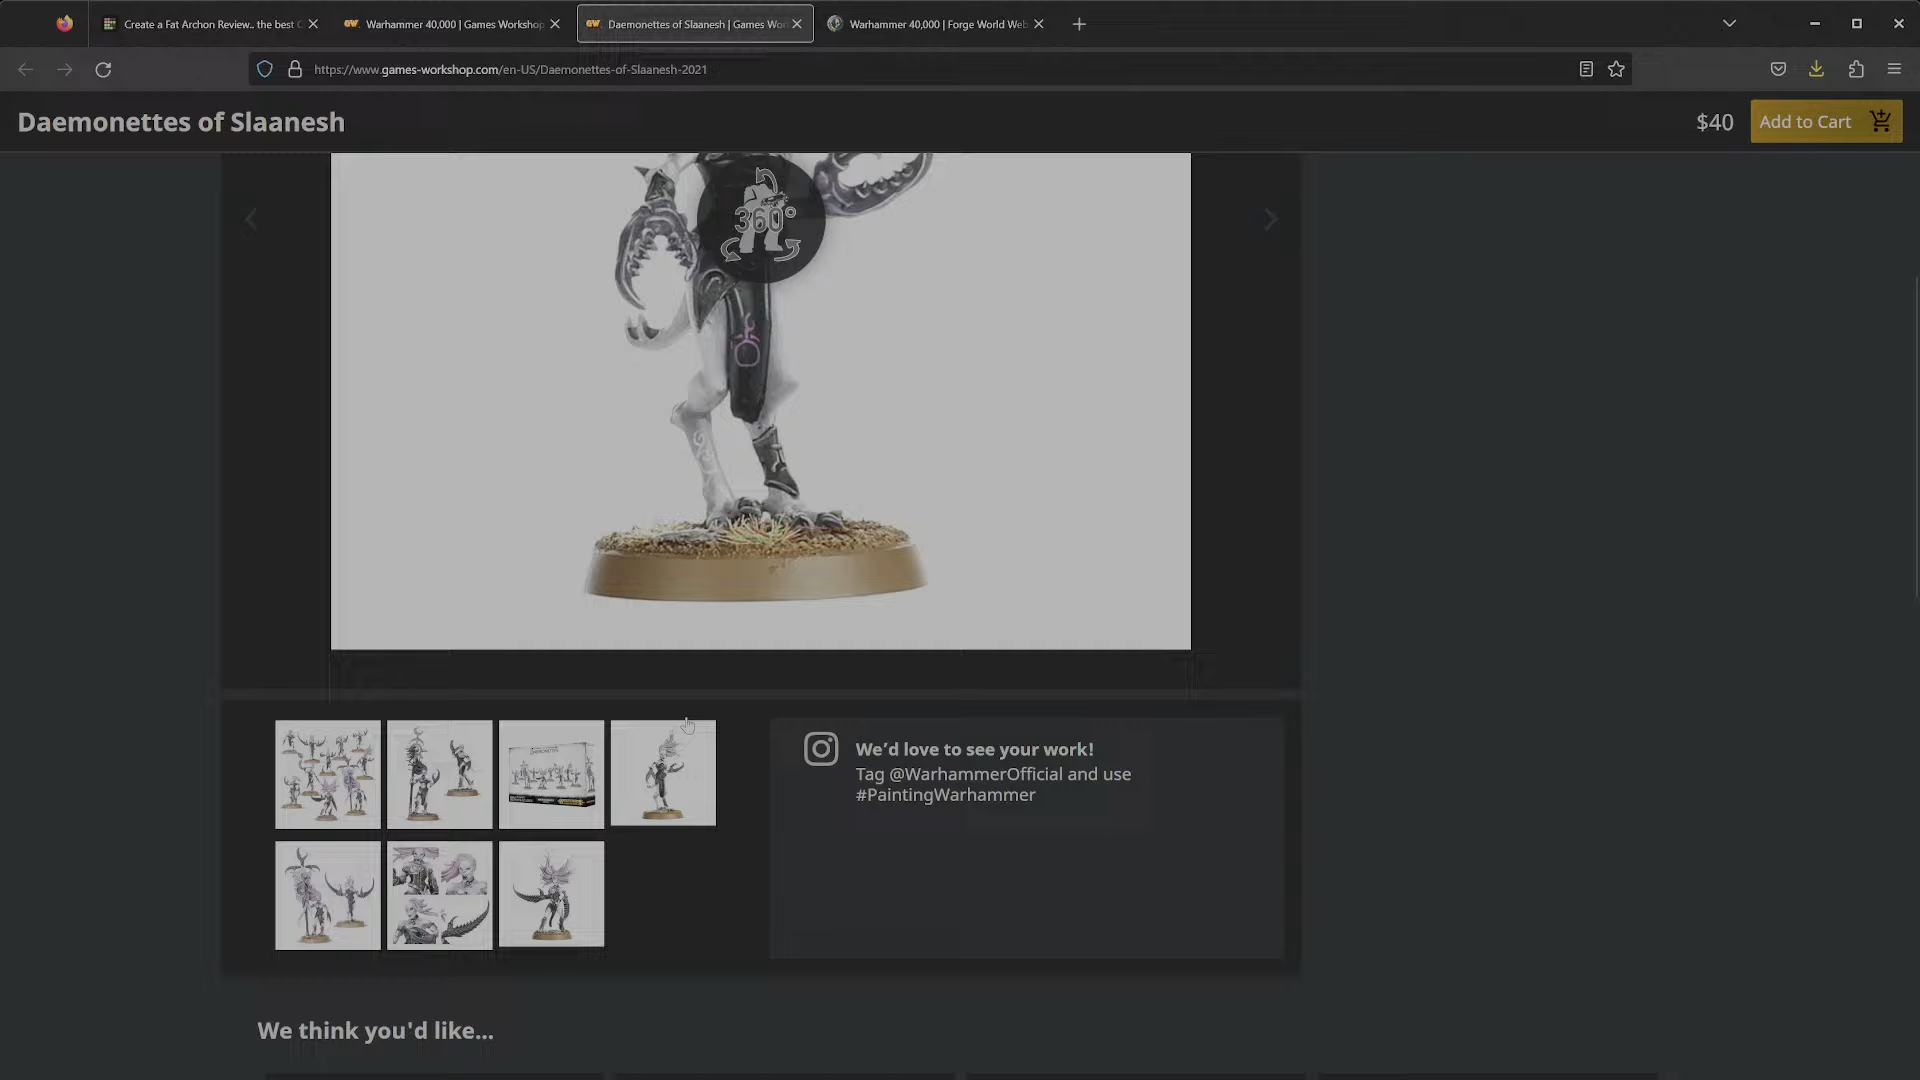 Create a Fat Archon Review.. the best C
Warhammer 40,000 | Games Workshop
Daemonettes of Slaanesh | Games Wor
Warhammer 40,000 | Forge World Web
https://www.games-workshop.com/en-US/Daemonettes-of-Slaanesh-2021
Daemonettes of Slaanesh
$40
Add to Cart
360°
DAEMONETTES
We’d love to see your work!
Tag @WarhammerOfficial and use
#PaintingWarhammer
We think you'd like...